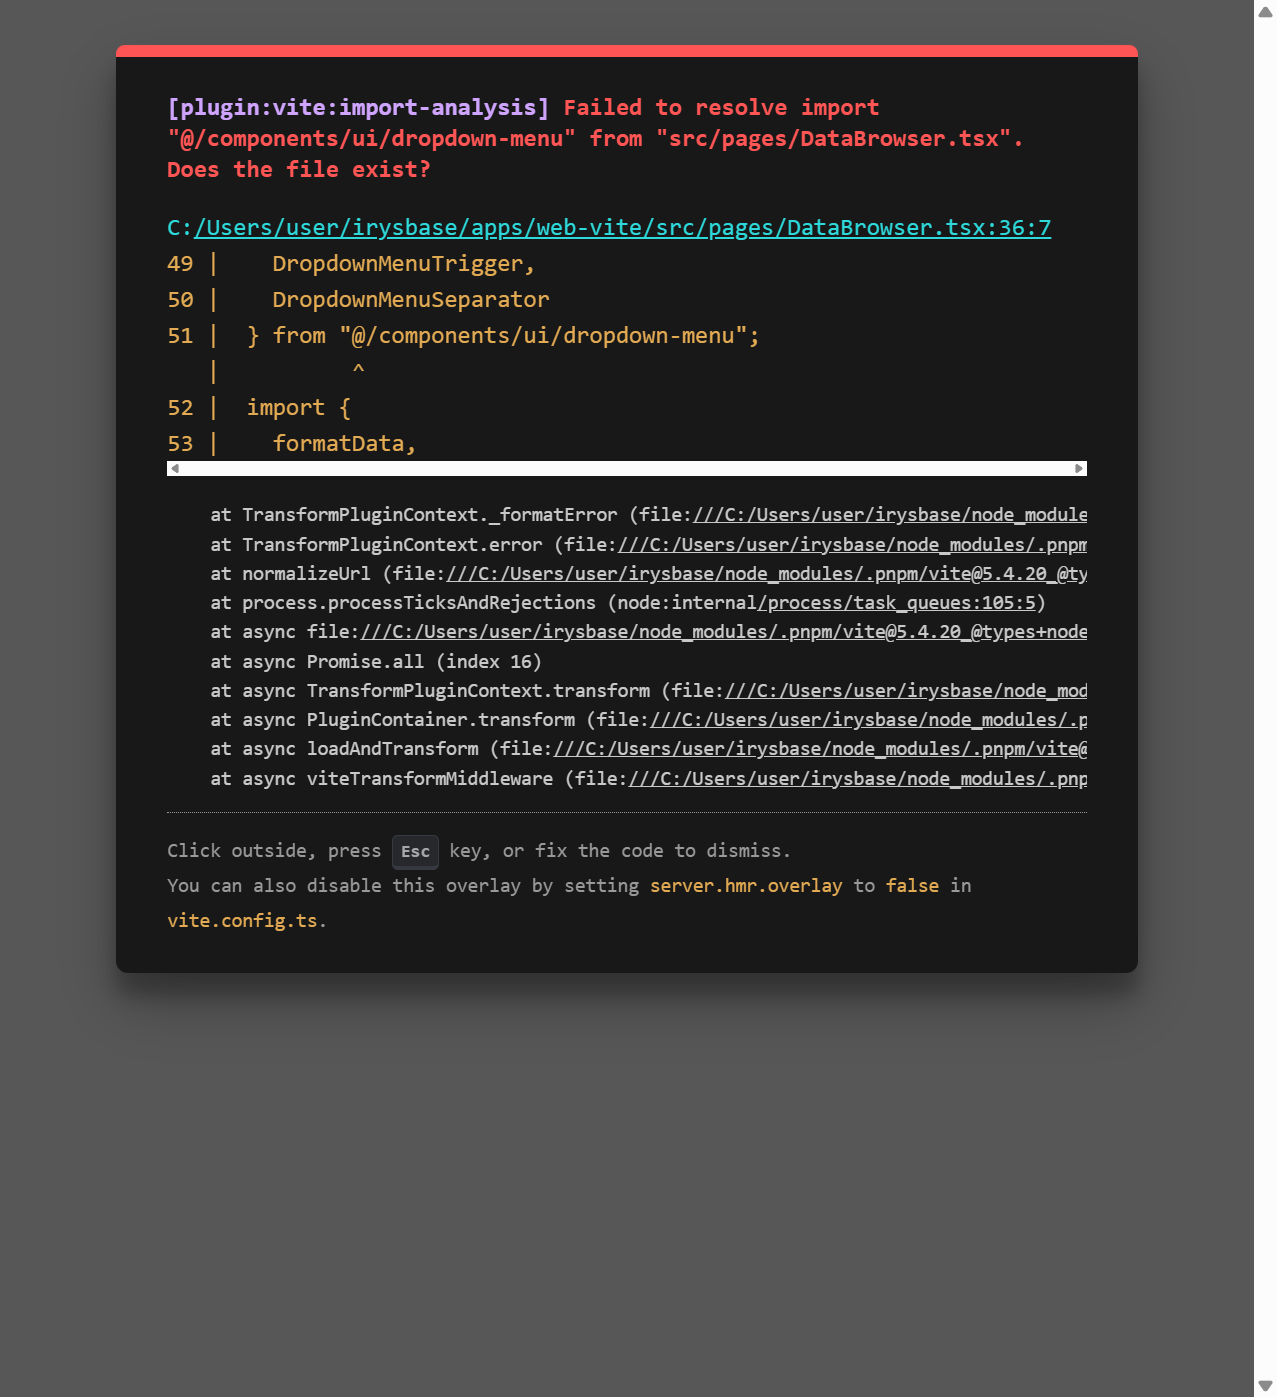 [plugin:vite:import-analysis] Failed to resolve import
"@/components/ui/dropdown-menu" from "src/pages/DataBrowser.tsx".
Does the file exist?
C:/Users/user/irysbase/apps/web-vite/src/pages/DataBrowser.tsx:36:7
49 |    DropdownMenuTrigger,
50 |    DropdownMenuSeparator
51 |  } from "@/components/ui/dropdown-menu";
   |          ^
52 |  import {
53 |    formatData,
at TransformPluginContext._formatError (file:///C:/Users/user/irysbase/node_module
at TransformPluginContext.error (file:///C:/Users/user/irysbase/node_modules/.pnpm
at normalizeUrl (file:///C:/Users/user/irysbase/node_modules/.pnpm/vite@5.4.20_@ty
at process.processTicksAndRejections (node:internal/process/task_queues:105:5)
at async file:///C:/Users/user/irysbase/node_modules/.pnpm/vite@5.4.20_@types+node
at async Promise.all (index 16)
at async TransformPluginContext.transform (file:///C:/Users/user/irysbase/node_mod
at async PluginContainer.transform (file:///C:/Users/user/irysbase/node_modules/.p
at async loadAndTransform (file:///C:/Users/user/irysbase/node_modules/.pnpm/vite@
at async viteTransformMiddleware (file:///C:/Users/user/irysbase/node_modules/.pnp
Click outside, press Esc key, or fix the code to dismiss.
You can also disable this overlay by setting server.hmr.overlay to false in
vite.config.ts.